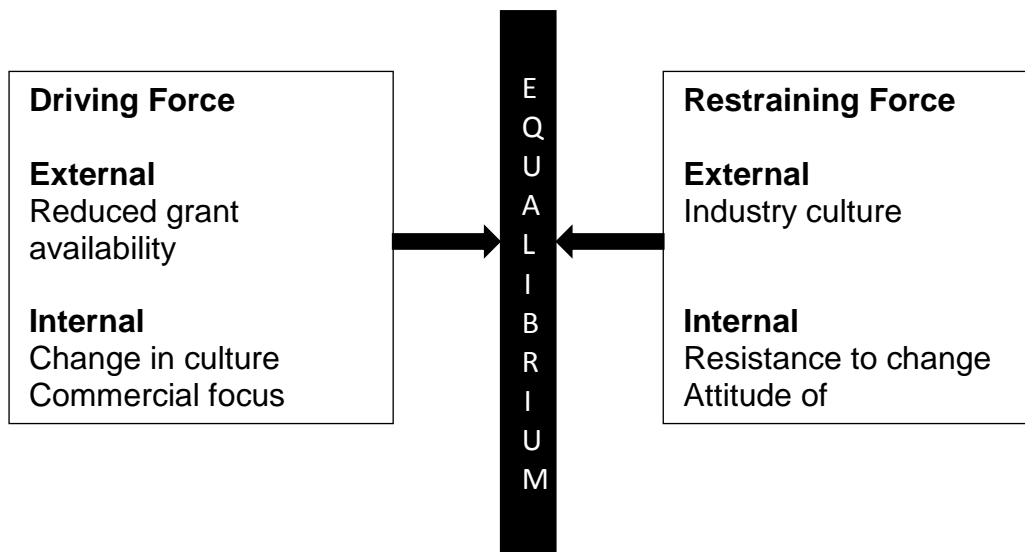 Driving Force
External
Reduced grant
availability
Internal
Change in culture
Commercial focus
E
Q
U
A
L
I
B
R
I
U
M
Restraining Force
External
Industry culture
Internal
Resistance to change
Attitude of